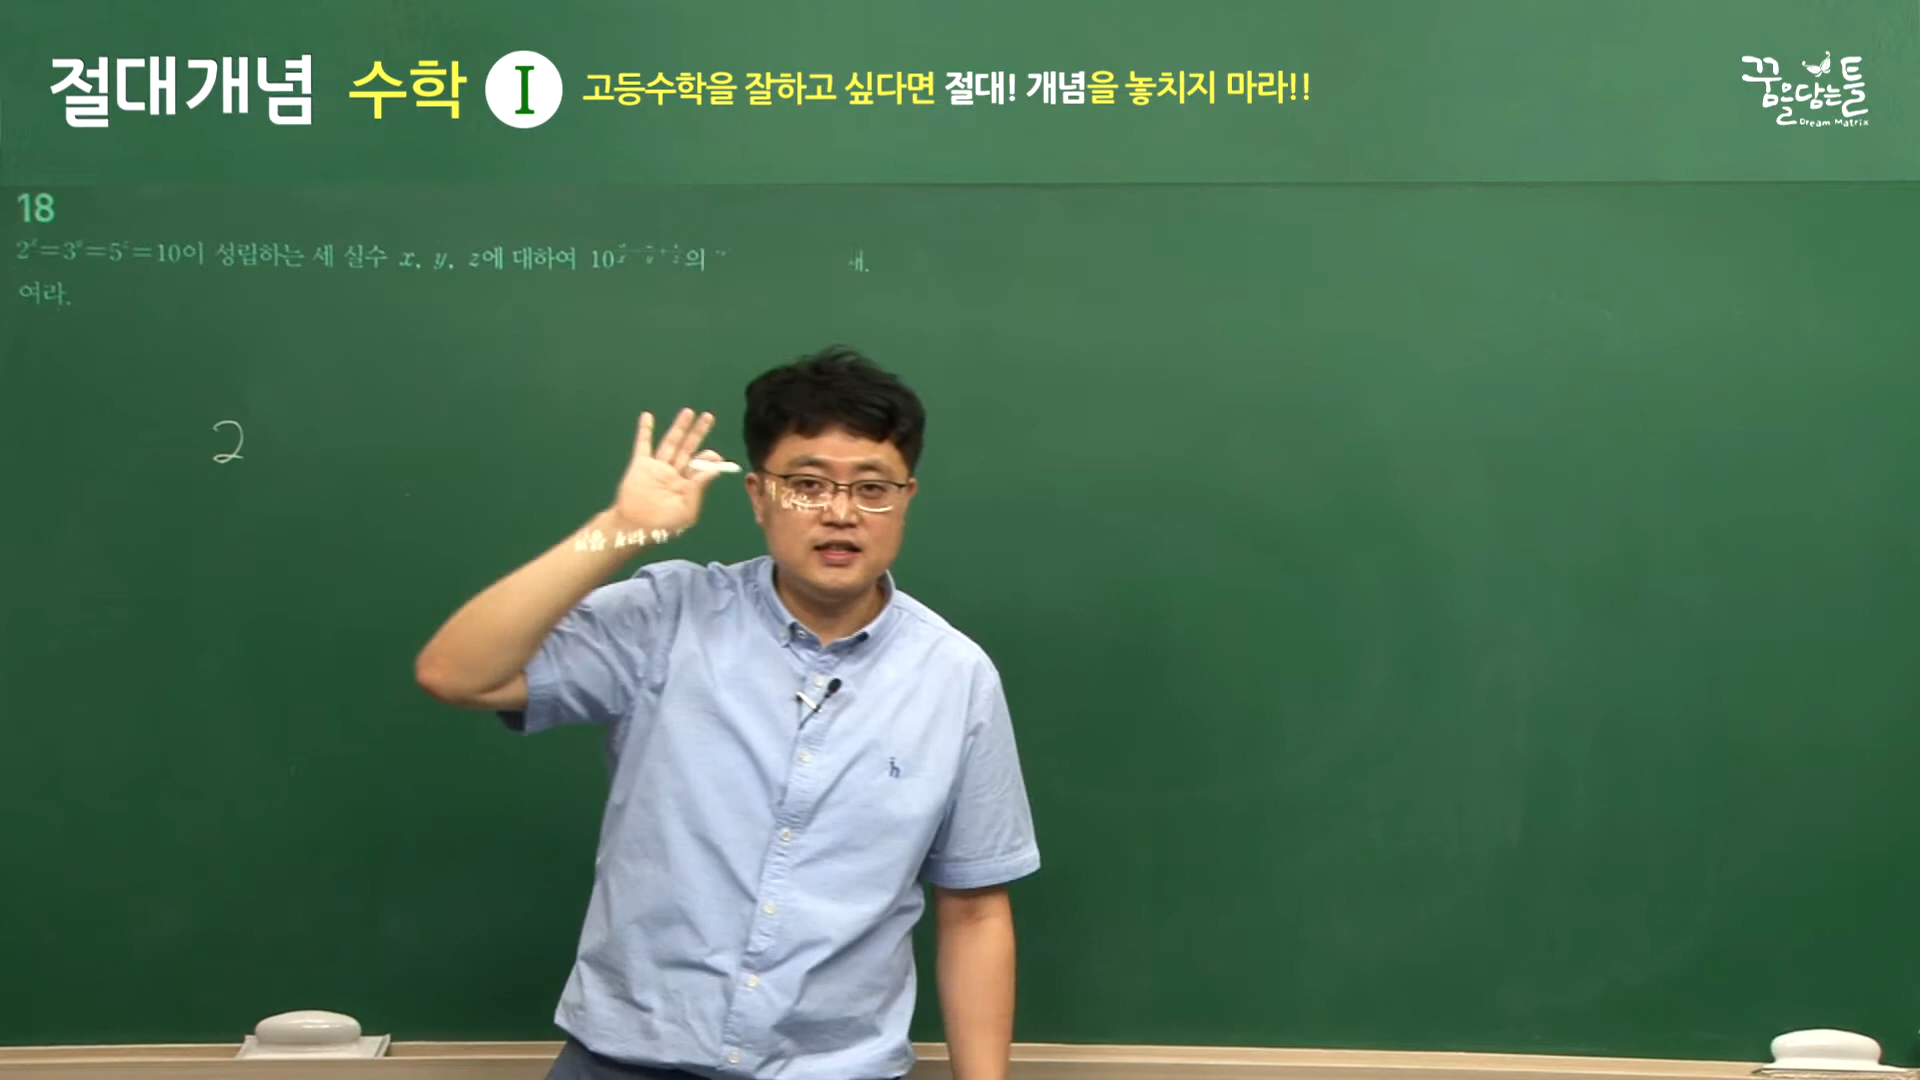 절대개념 수학 I 고등수학을 잘하고 싶다면 절대! 개념을 놓치지 마라!!
꿈을담는틀
Dream Matrix
18
2ˣ=3ʸ=5ᶻ=10이 성립하는 세 실수 x, y, z에 대하여 10의
여라.
2
h